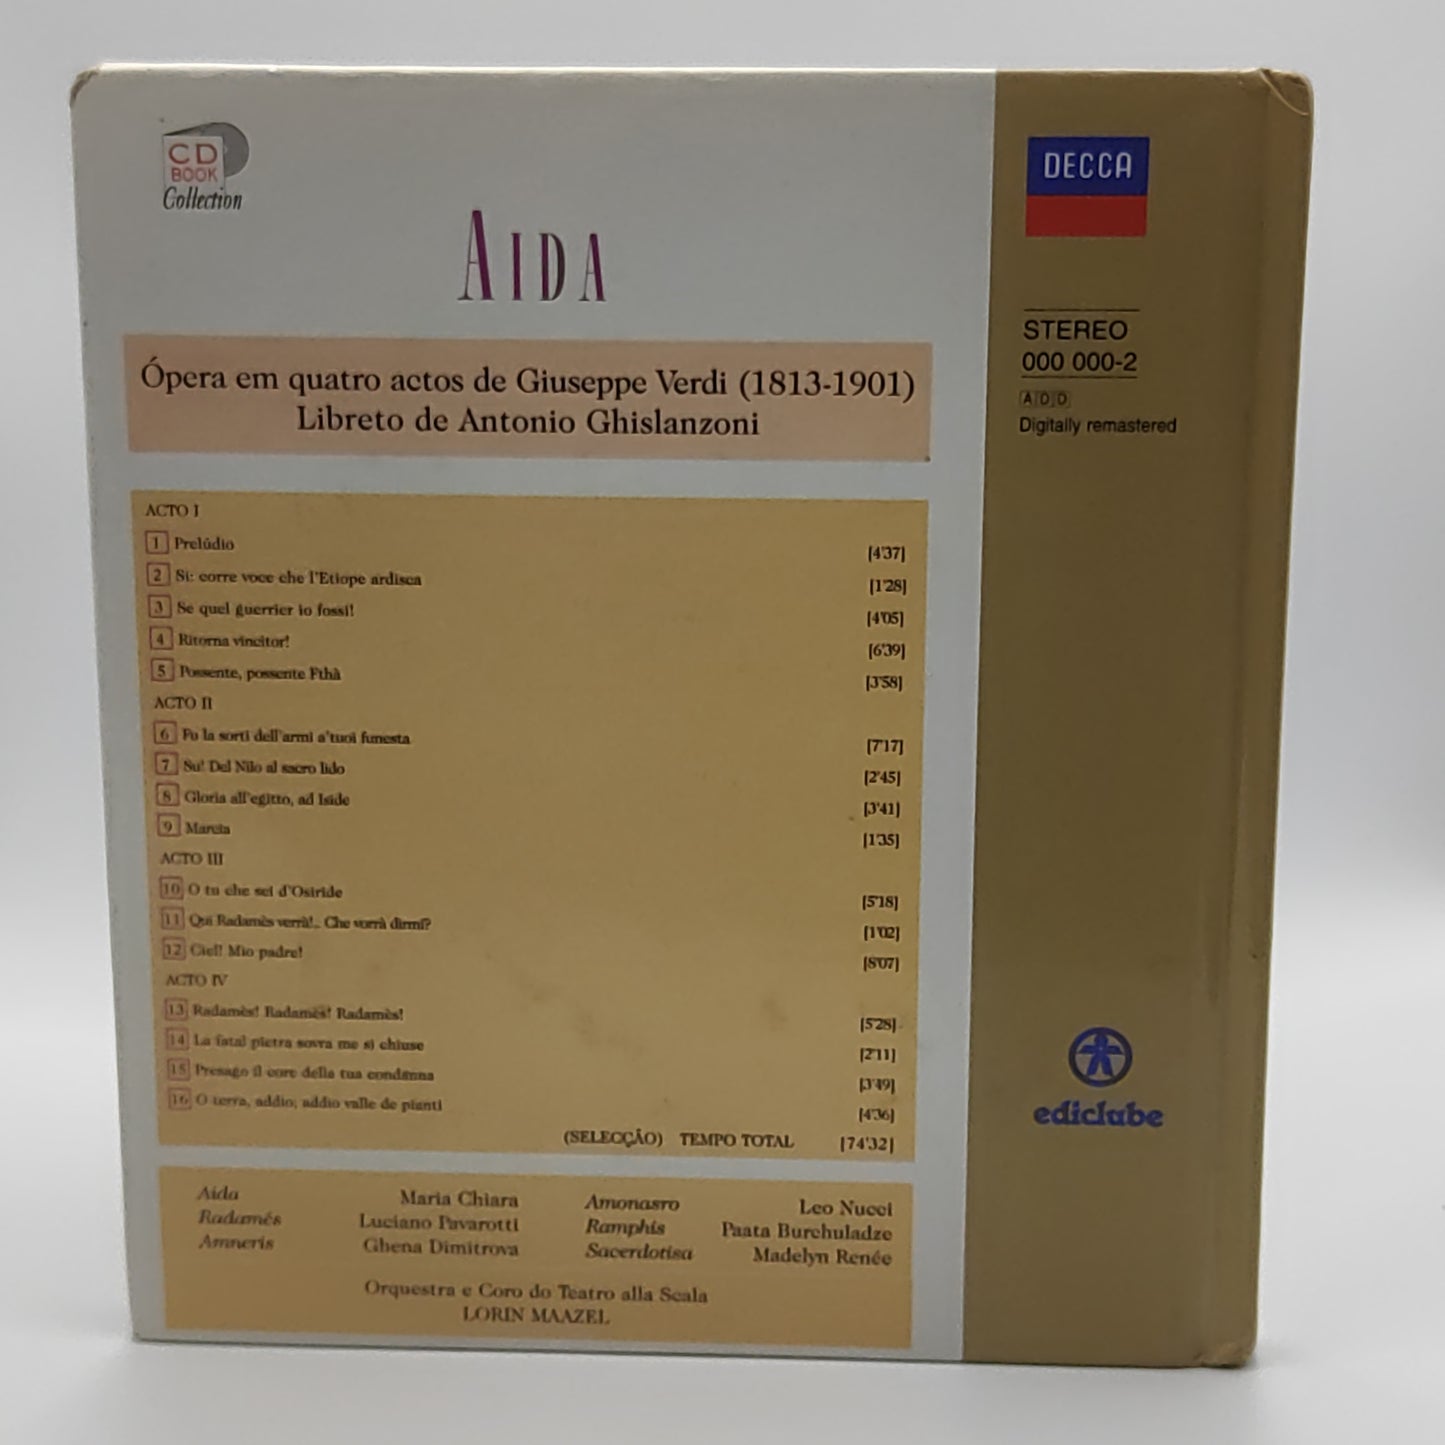 CD
BOOK
Collection
AIDA
Ópera em quatro actos de Giuseppe Verdi (1813-1901)
Libreto de Antonio Ghislanzoni
ACTO I
1 Prelúdio [4'37]
2 Si: corre voce che l'Etiope ardisca [1'28]
3 Se quel guerrier io fossi! [4'05]
4 Ritorna vincitor! [6'39]
5 Possente, possente Fthà [3'58]
ACTO II
6 Fu la sorti dell'armi a'tuoi funesta [7'17]
7 Su! Del Nilo al sacro lido [2'45]
8 Gloria all'egitto, ad Iside [3'41]
9 Marcia [1'35]
ACTO III
10 O tu che sei d'Osiride [5'18]
11 Qui Radamès verrà!.. Che vorrà dirmi? [1'02]
12 Ciel! Mio padre! [8'07]
ACTO IV
13 Radamès! Radamès! Radamès! [5'28]
14 La fatal pietra sovra me si chiuse [2'11]
15 Presago il core della tua condanna [3'49]
16 O terra, addio; addio valle de pianti [4'36]
(SELECÇÃO) TEMPO TOTAL [74'32]
Aida Maria Chiara Amonasro Leo Nucci
Radamés Luciano Pavarotti Ramphis Paata Burchuladze
Amneris Ghena Dimitrova Sacerdotisa Madelyn Renée
Orquestra e Coro do Teatro alla Scala
LORIN MAAZEL
DECCA
STEREO
000 000-2
ADD
Digitally remastered
ediclube